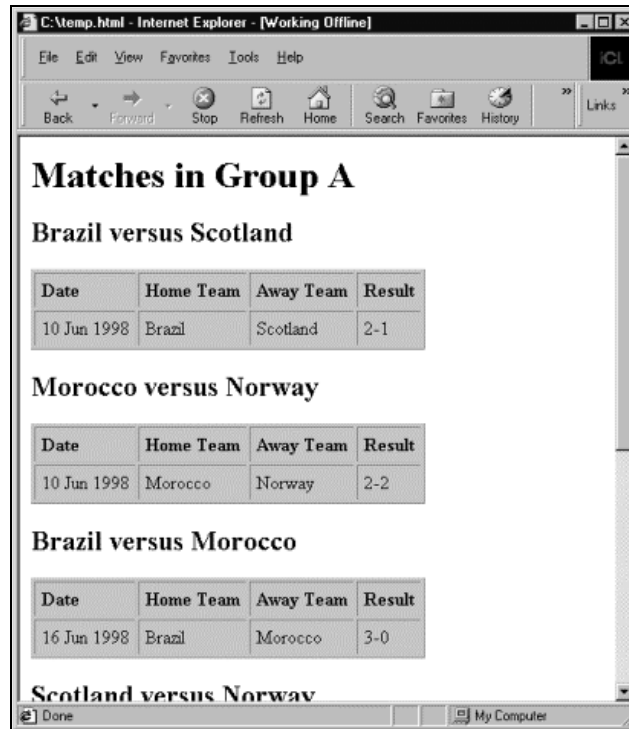 C:\temp.html - Internet Explorer - [Working Offline]
File Edit View Favorites Tools Help
iCL
Back Forward Stop Refresh Home Search Favorites History » Links »
Matches in Group A
Brazil versus Scotland
Date Home Team Away Team Result
10 Jun 1998 Brazil Scotland 2-1
Morocco versus Norway
Date Home Team Away Team Result
10 Jun 1998 Morocco Norway 2-2
Brazil versus Morocco
Date Home Team Away Team Result
16 Jun 1998 Brazil Morocco 3-0
Scotland versus Norway
Done My Computer